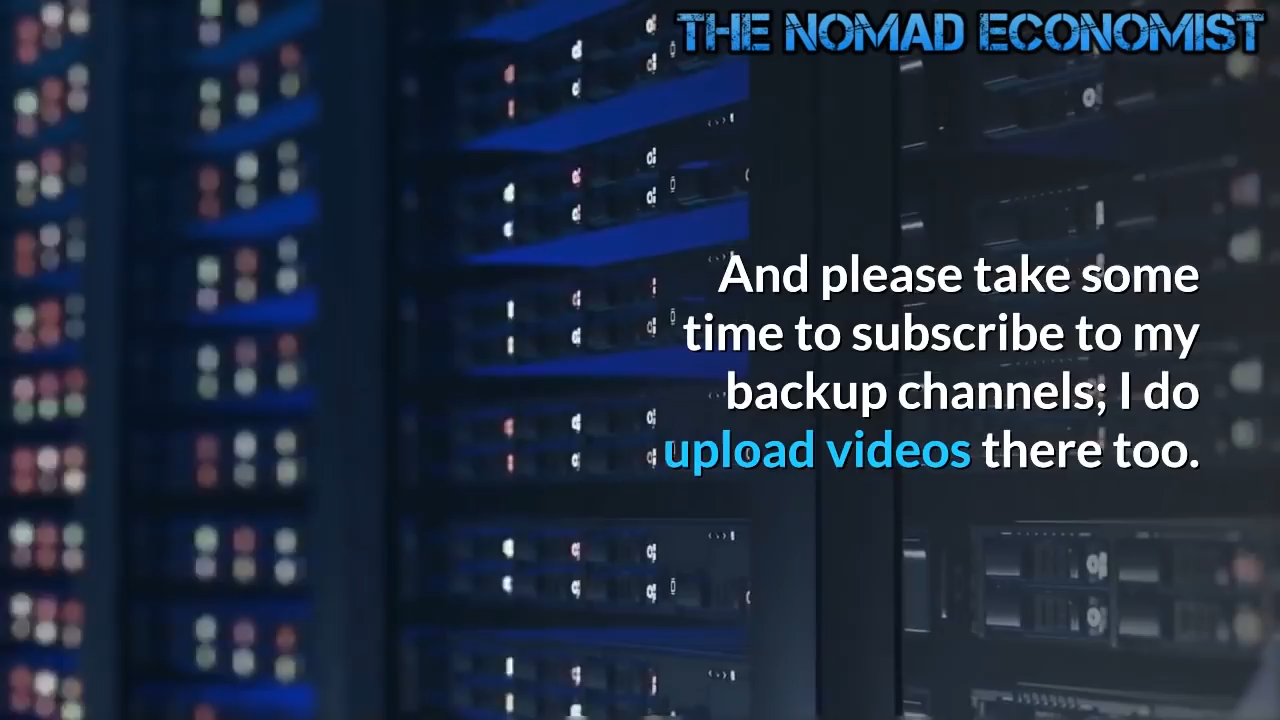 THE NOMAD ECONOMIST
And please take some
time to subscribe to my
backup channels; I do
upload videos there too.